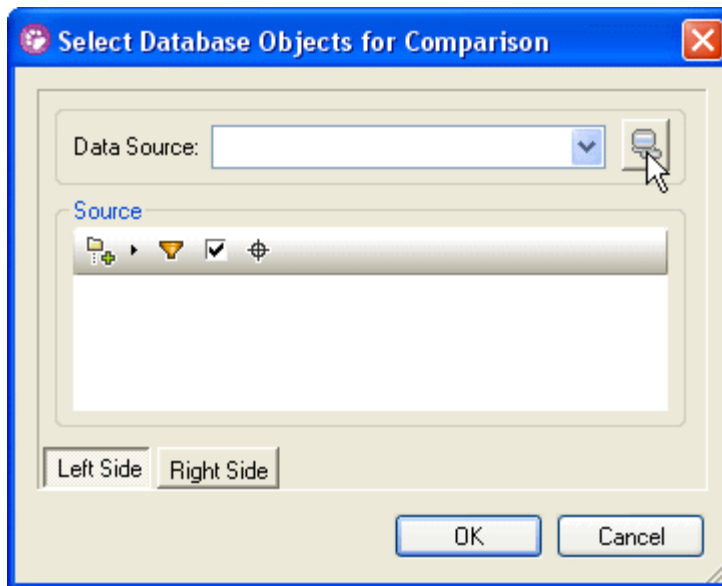 Select Database Objects for Comparison
Data Source:
Source
Left Side Right Side
OK Cancel